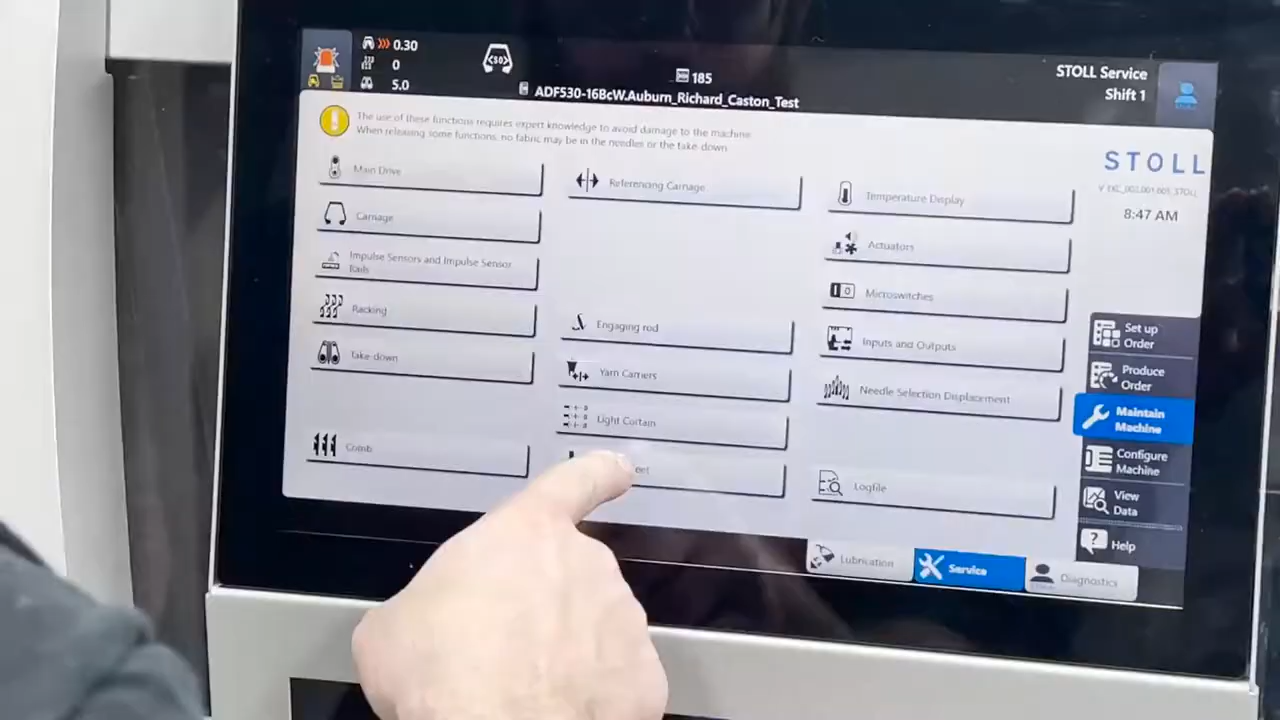 0.30
0
5.0
<50>
185
ADF530-16BcW.Auburn_Richard_Caston_Test
STOLL Service
Shift 1
The use of these functions requires expert knowledge to avoid damage to the machine
When releasing some functions, no fabric may be in the needles or the take-down
STOLL
8:47 AM
Main Drive
Carriage
Impulse Sensors and Impulse Sensor
Rails
Racking
Take-down
Comb
Referencing Carriage
Engaging rod
Yarn Carriers
Light Curtain
Temperature Display
Actuators
Microswitches
Inputs and Outputs
Needle Selection Displacement
Logfile
Set up
Order
Produce
Order
Maintain
Machine
Configure
Machine
View
Data
Help
Lubrication
Service
Diagnostics